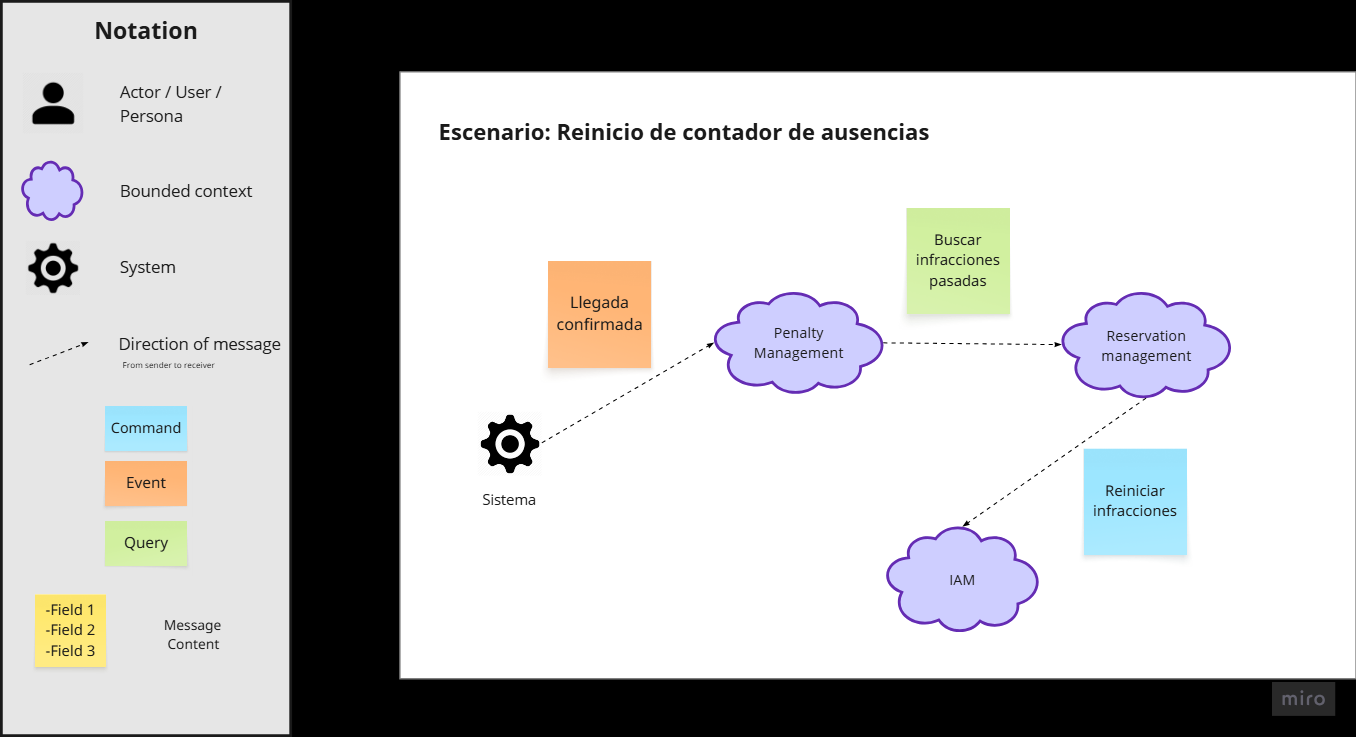 Notation
Actor / User /
Persona
Bounded context
System
Direction of message
From sender to receiver
Command
Event
Query
-Field 1
-Field 2
-Field 3
Message
Content
Escenario: Reinicio de contador de ausencias
Llegada
confirmada
Sistema
Penalty
Management
Buscar
infracciones
pasadas
Reservation
management
Reiniciar
infracciones
IAM
miro